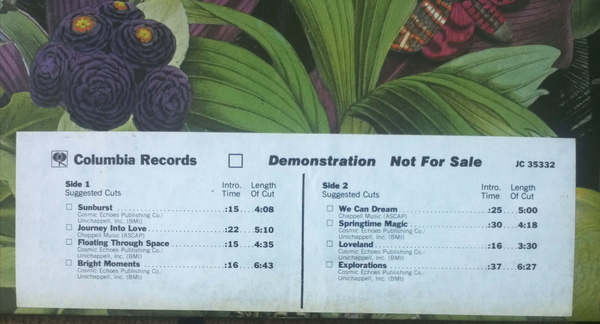 Columbia Records Demonstration Not For Sale JC 35332
Side 1
Suggested Cuts Intro. Time Length Of Cut
Sunburst :15 4:08
Cosmic Echoes Publishing Co./
Unichappell, Inc. (BMI)
Journey Into Love :22 5:10
Chappell Music (ASCAP)
Floating Through Space :15 4:35
Cosmic Echoes Publishing Co./
Unichappell, Inc. (BMI)
Bright Moments :16 6:43
Cosmic Echoes Publishing Co./
Unichappell, Inc. (BMI)
Side 2
Suggested Cuts Intro. Time Length Of Cut
We Can Dream :25 5:00
Chappell Music (ASCAP)
Springtime Magic :30 4:18
Cosmic Echoes Publishing Co./
Unichappell, Inc. (BMI)
Loveland :16 3:30
Cosmic Echoes Publishing Co./
Unichappell, Inc. (BMI)
Explorations :37 6:27
Cosmic Echoes Publishing Co./
Unichappell, Inc. (BMI)